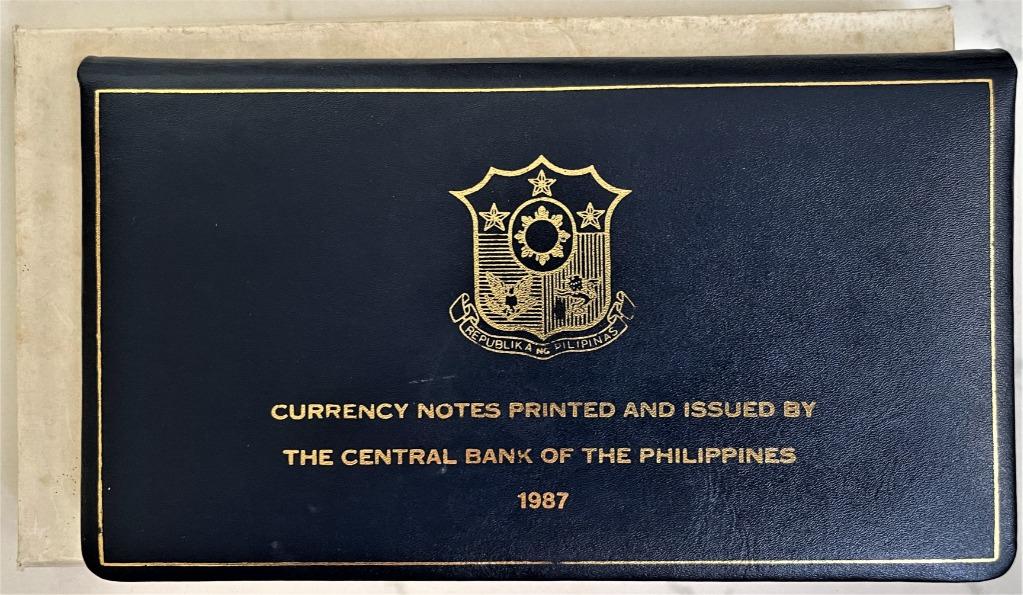 REPUBLIKA NG PILIPINAS
CURRENCY NOTES PRINTED AND ISSUED BY
THE CENTRAL BANK OF THE PHILIPPINES
1987